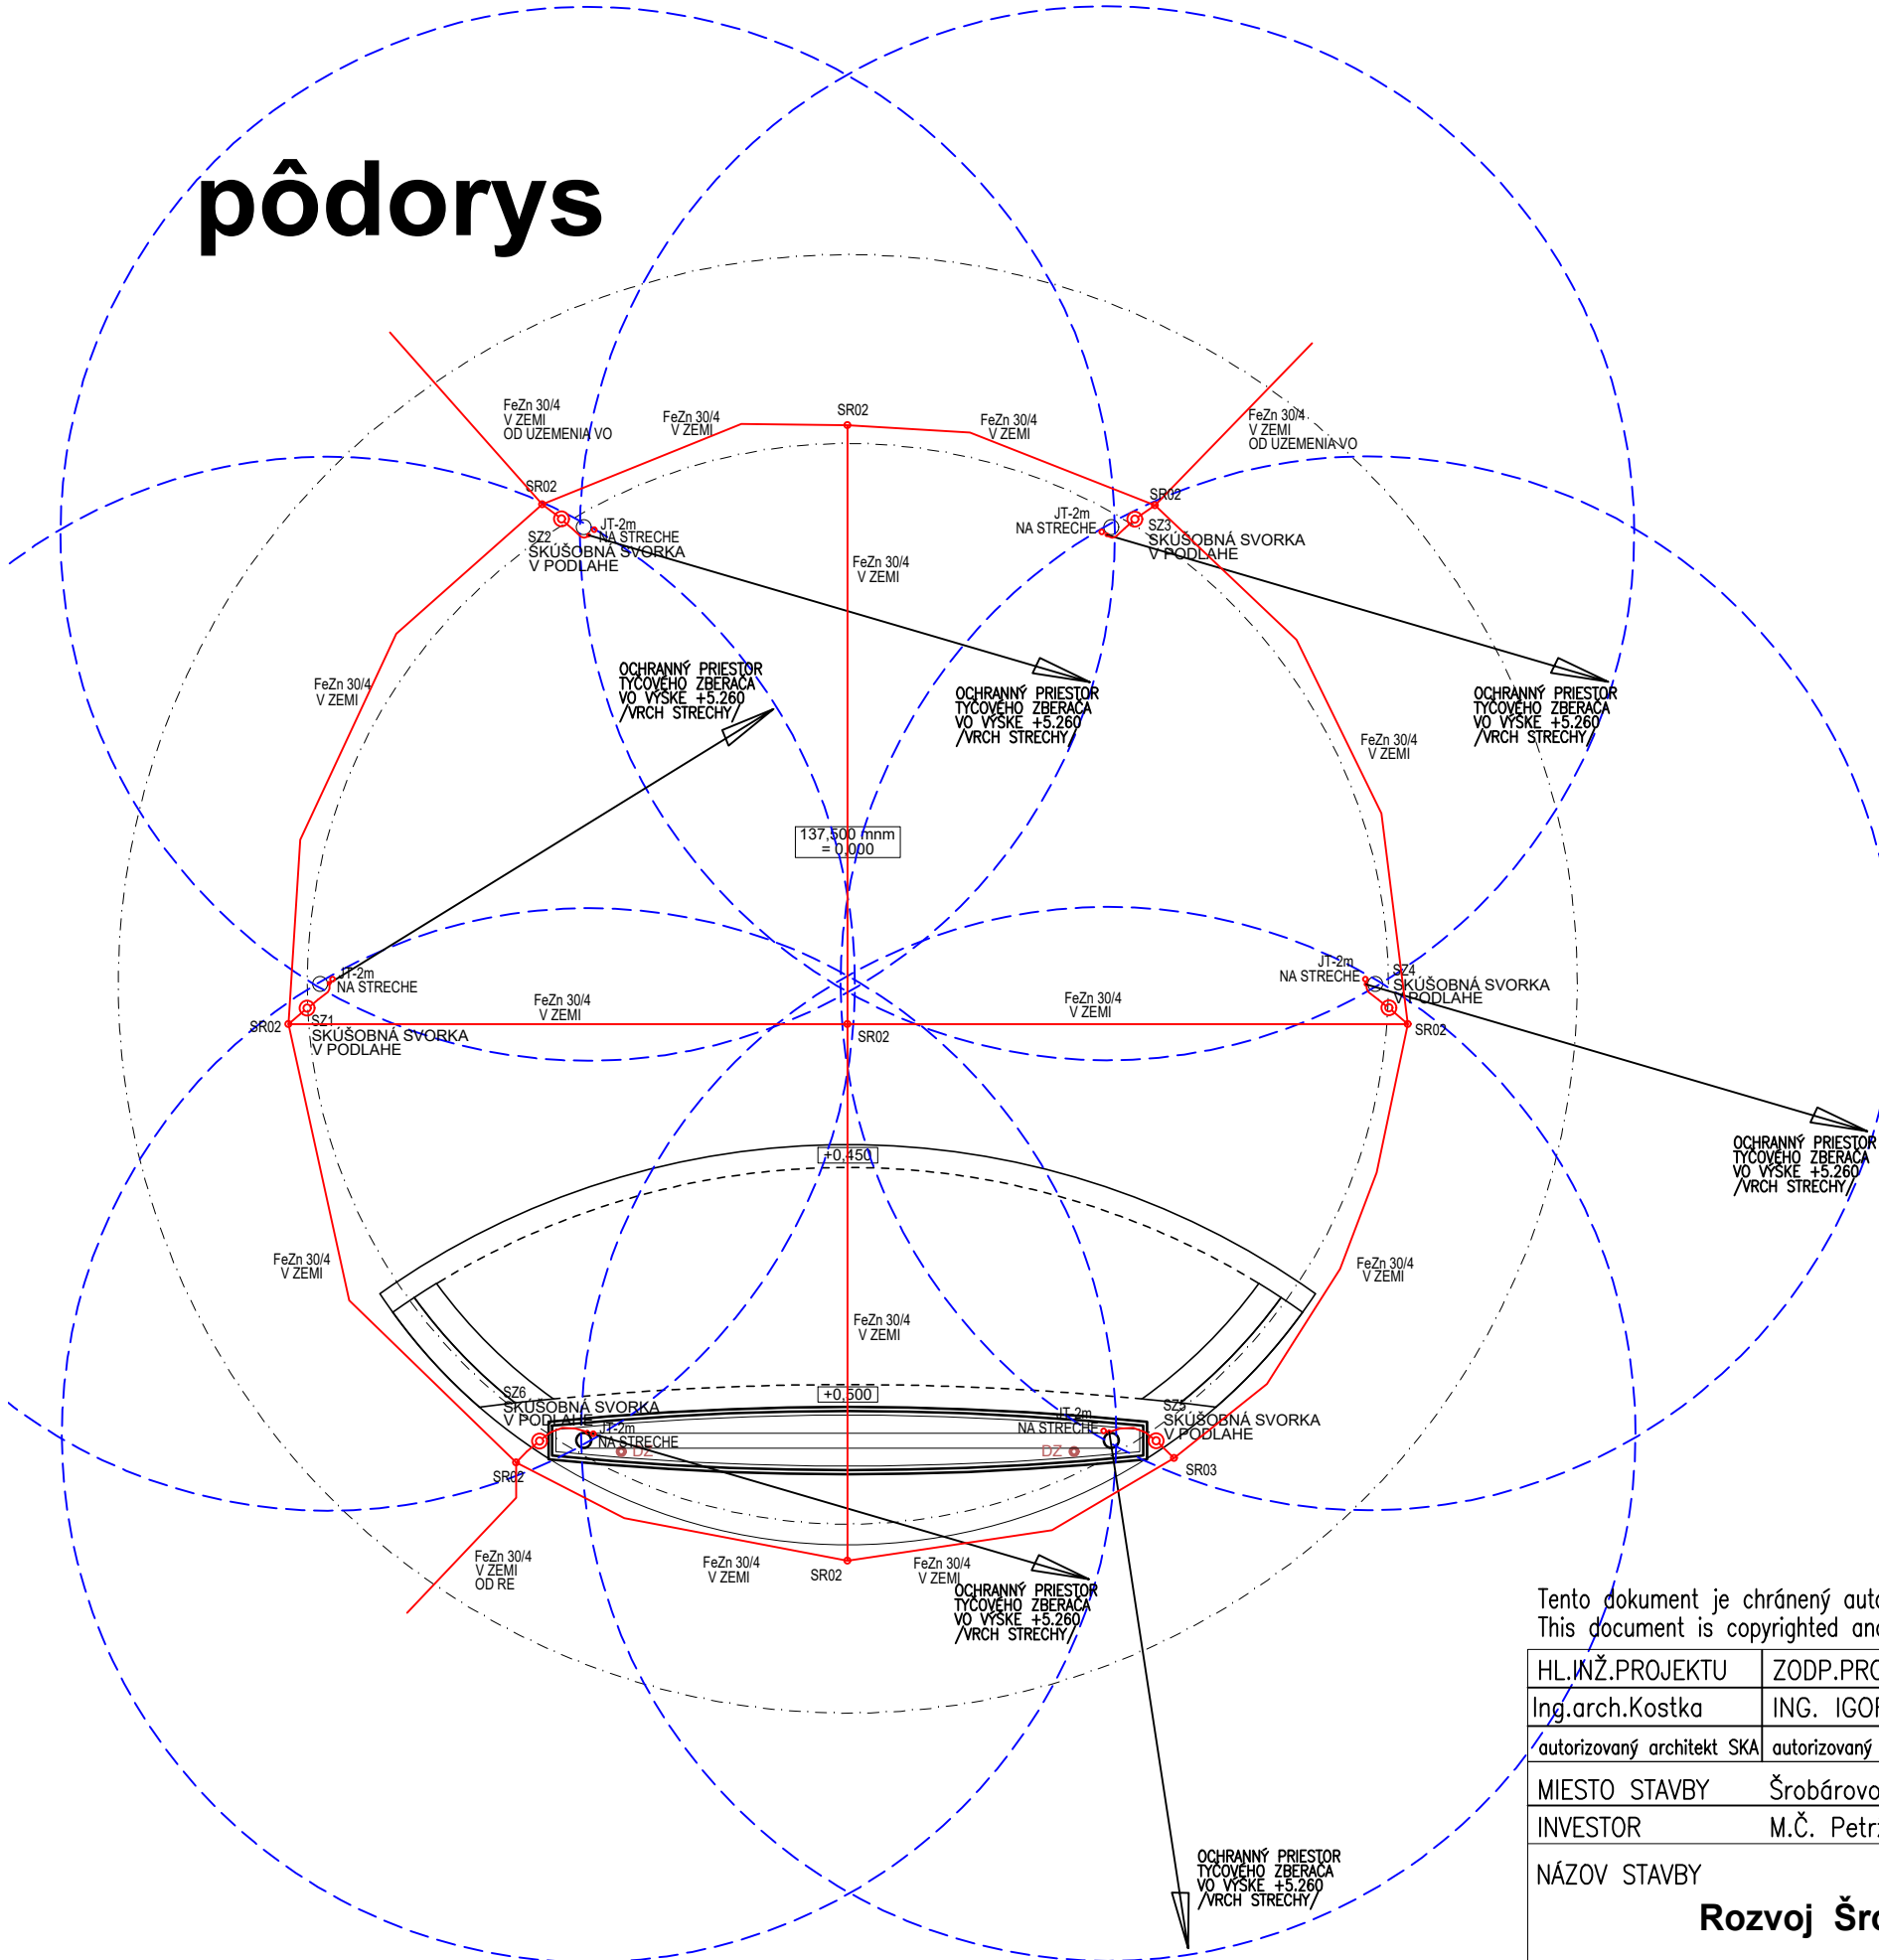 pôdorys
FeZn 30/4
V ZEMI
OD UZEMENIA VO
FeZn 30/4
V ZEMI
SR02
FeZn 30/4
V ZEMI
FeZn 30/4
V ZEMI
OD UZEMENIA VO
SR02
JT-2m
NA STRECHE
SZ2
SKÚŠOBNÁ SVORKA
V PODLAHE
SR02
JT-2m
NA STRECHE
SZ3
SKÚŠOBNÁ SVORKA
V PODLAHE
FeZn 30/4
V ZEMI
FeZn 30/4
V ZEMI
OCHRANNÝ PRIESTOR
TYČOVÉHO ZBERAČA
VO VÝŠKE +5.260
/VRCH STRECHY/
OCHRANNÝ PRIESTOR
TYČOVÉHO ZBERAČA
VO VÝŠKE +5.260
/VRCH STRECHY/
OCHRANNÝ PRIESTOR
TYČOVÉHO ZBERAČA
VO VÝŠKE +5.260
/VRCH STRECHY/
FeZn 30/4
V ZEMI
137,500 mnm
= 0,000
JT-2m
NA STRECHE
SR02
SZ1
SKÚŠOBNÁ SVORKA
V PODLAHE
FeZn 30/4
V ZEMI
SR02
FeZn 30/4
V ZEMI
JT-2m
NA STRECHE
SZ4
SKÚŠOBNÁ SVORKA
V PODLAHE
SR02
OCHRANNÝ PRIESTOR
TYČOVÉHO ZBERAČA
VO VÝŠKE +5.260
/VRCH STRECHY/
+0,450
FeZn 30/4
V ZEMI
FeZn 30/4
V ZEMI
FeZn 30/4
V ZEMI
+0,500
SZ6
SKÚŠOBNÁ SVORKA
V PODLAHE
JT-2m
NA STRECHE
DZ
SR02
JT-2m
NA STRECHE
DZ
SZ5
SKÚŠOBNÁ SVORKA
V PODLAHE
SR03
FeZn 30/4
V ZEMI
OD RE
FeZn 30/4
V ZEMI
SR02
FeZn 30/4
V ZEMI
OCHRANNÝ PRIESTOR
TYČOVÉHO ZBERAČA
VO VÝŠKE +5.260
/VRCH STRECHY/
OCHRANNÝ PRIESTOR
TYČOVÉHO ZBERAČA
VO VÝŠKE +5.260
/VRCH STRECHY/
Tento dokument je chránený
This document is copyrighted
HL.INŽ.PROJEKTU
Ing.arch.Kostka ING.
autorizovaný architekt SKA autorizovaný
MIESTO STAVBY
INVESTOR M.Č.
NÁZOV STAVBY
Rozvoj